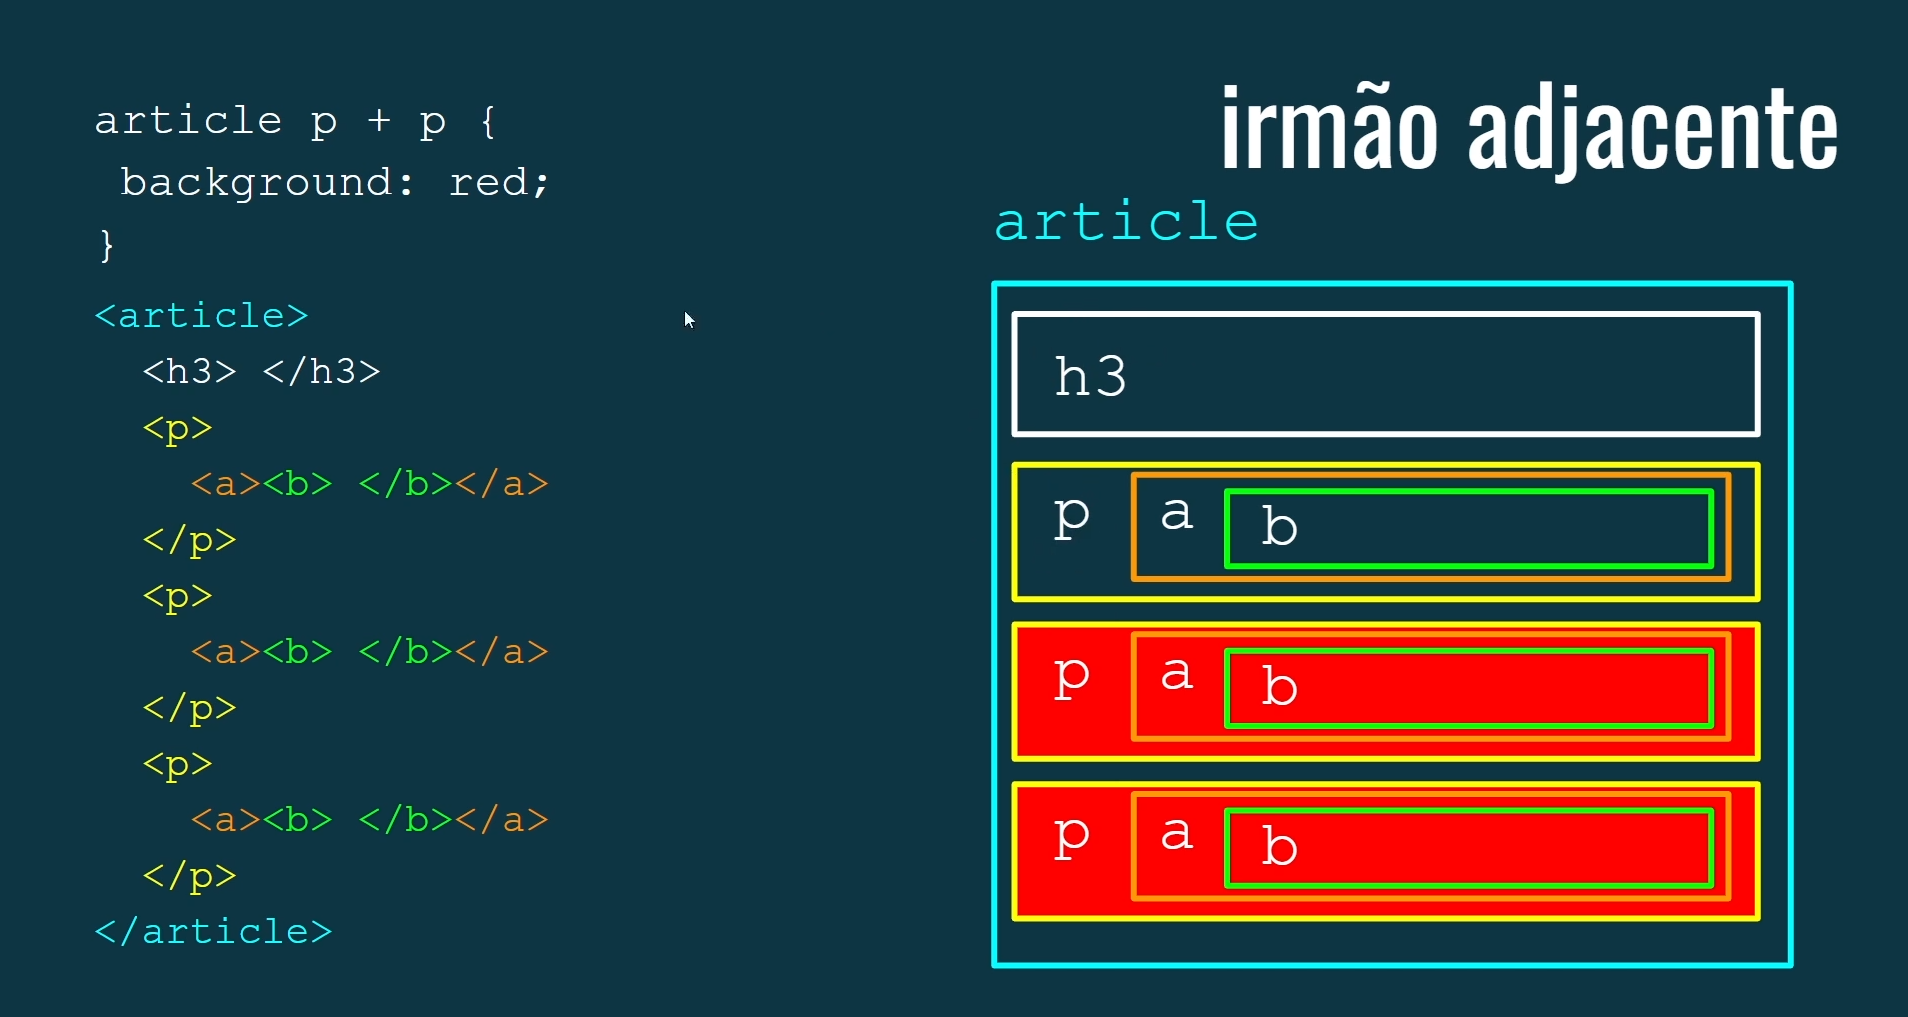 article p + p {
background: red;
}
<article>
<h3> </h3>
<p>
<a><b> </b></a>
</p>
<p>
<a><b> </b></a>
</p>
<p>
<a><b> </b></a>
</p>
</article>
irmão adjacente
article
h3
p a b
p a b
p a b